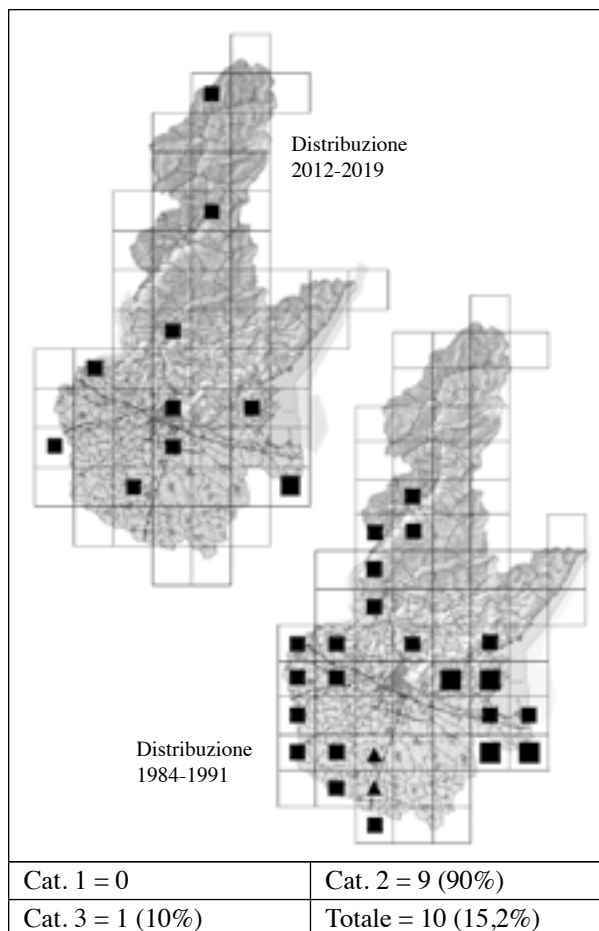 Distribuzione
2012-2019
Distribuzione
1984-1991
Cat. 1 = 0
Cat. 2 = 9 (90%)
Cat. 3 = 1 (10%)
Totale = 10 (15,2%)